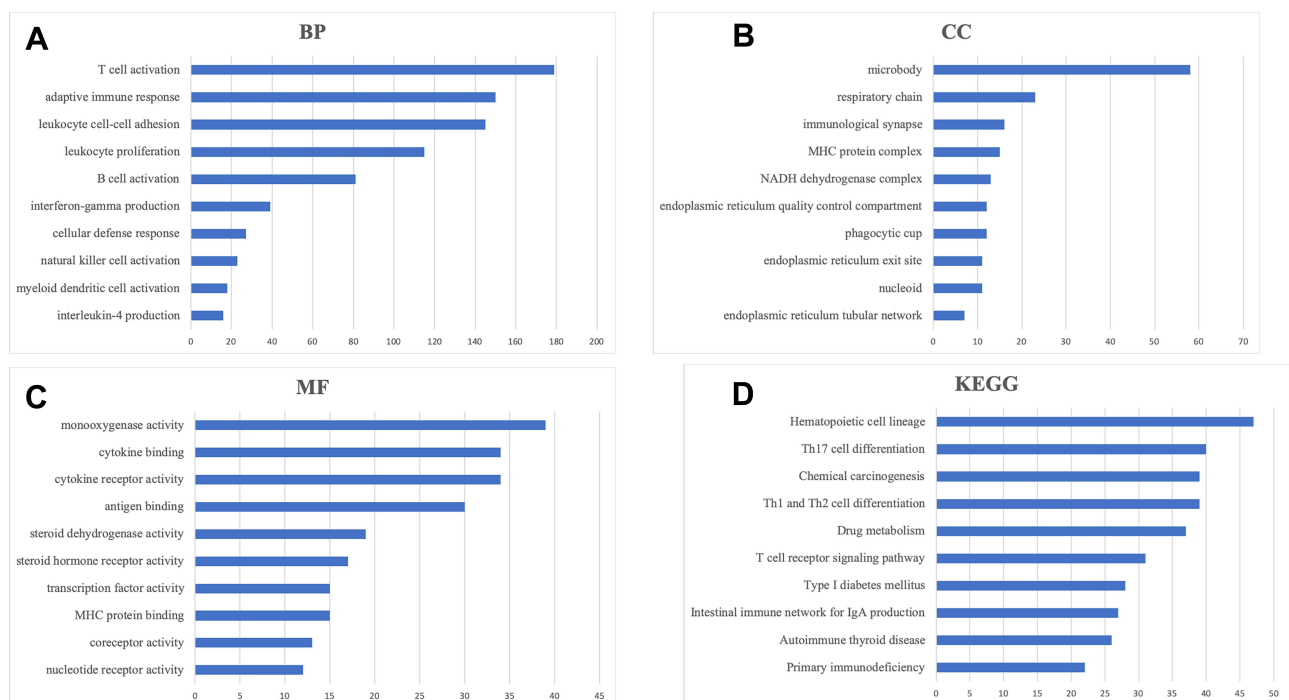 A
BP
T cell activation
adaptive immune response
leukocyte cell-cell adhesion
leukocyte proliferation
B cell activation
interferon-gamma production
cellular defense response
natural killer cell activation
myeloid dendritic cell activation
interleukin-4 production
0 20 40 60 80 100 120 140 160 180 200
B
CC
microbody
respiratory chain
immunological synapse
MHC protein complex
NADH dehydrogenase complex
endoplasmic reticulum quality control compartment
phagocytic cup
endoplasmic reticulum exit site
nucleoid
endoplasmic reticulum tubular network
0 10 20 30 40 50 60 70
C
MF
monooxygenase activity
cytokine binding
cytokine receptor activity
antigen binding
steroid dehydrogenase activity
steroid hormone receptor activity
transcription factor activity
MHC protein binding
coreceptor activity
nucleotide receptor activity
0 5 10 15 20 25 30 35 40 45
D
KEGG
Hematopoietic cell lineage
Th17 cell differentiation
Chemical carcinogenesis
Th1 and Th2 cell differentiation
Drug metabolism
T cell receptor signaling pathway
Type I diabetes mellitus
Intestinal immune network for IgA production
Autoimmune thyroid disease
Primary immunodeficiency
0 5 10 15 20 25 30 35 40 45 50